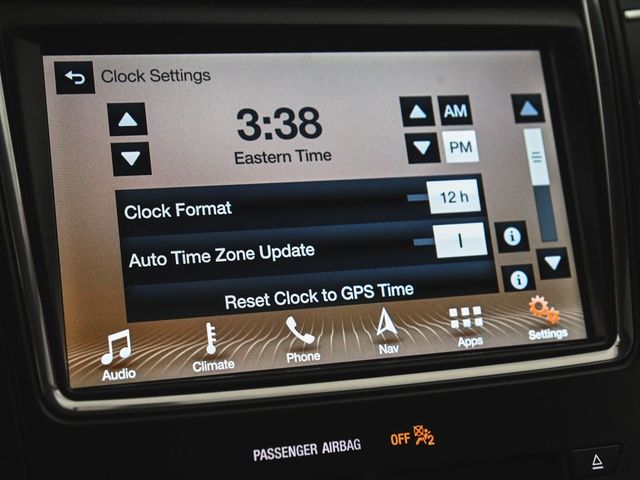 Clock Settings
3:38
AM
PM
Eastern Time
Clock Format 12 h
Auto Time Zone Update I
Reset Clock to GPS Time
Audio Climate Phone Nav Apps Settings
PASSENGER AIRBAG OFF 2